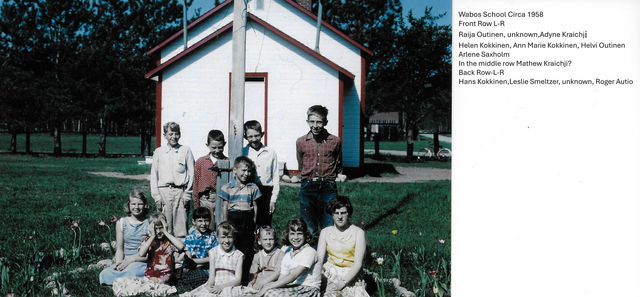 Wabos School Circa 1958
Front Row L-R
Raija Outinen, unknown,Adyne Kraichji
Helen Kokkinen, Ann Marie Kokkinen, Helvi Outinen
Arlene Saxholm
In the middle row Mathew Kraichji?
Back Row-L-R
Hans Kokkinen,Leslie Smeltzer, unknown, Roger Autio